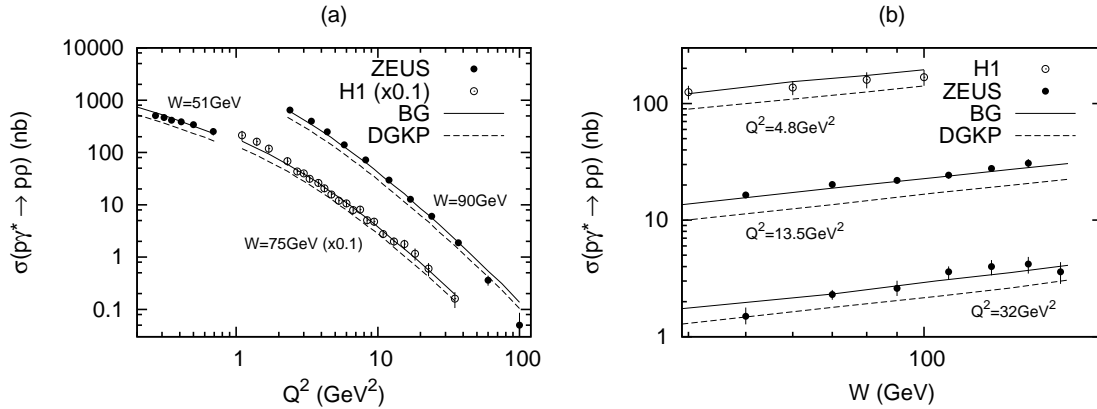 (a)
σ(pγ* → pρ) (nb)
10000
1000
100
10
1
0.1
ZEUS
H1 (x0.1)
BG
DGKP
W=51GeV
W=90GeV
W=75GeV (x0.1)
1
10
100
Q² (GeV²)
(b)
σ(pγ* → pρ) (nb)
100
10
1
H1
ZEUS
BG
DGKP
Q²=4.8GeV²
Q²=13.5GeV²
Q²=32GeV²
100
W (GeV)